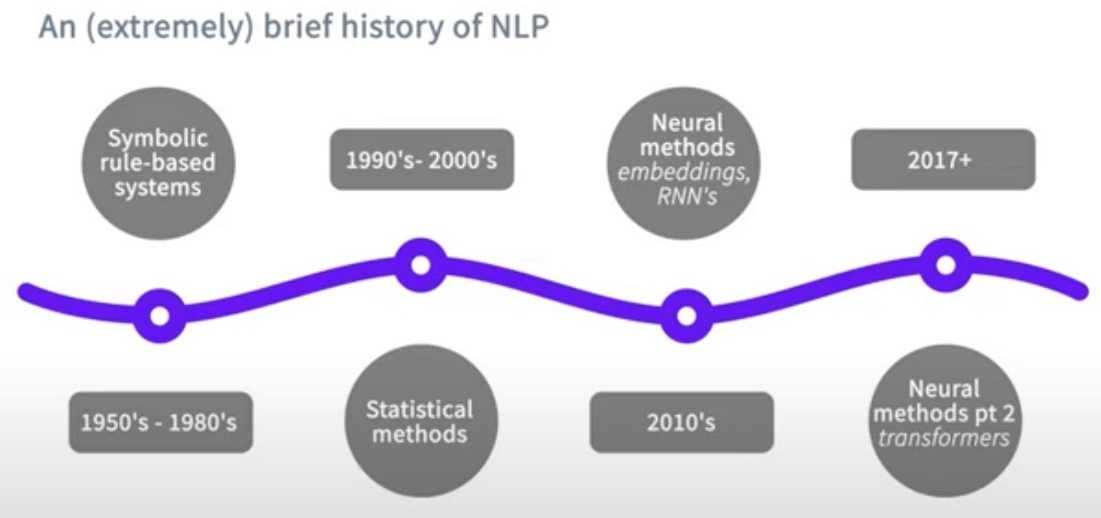 An (extremely) brief history of NLP
Symbolic
rule-based
systems
1950's - 1980's
1990's- 2000's
Statistical
methods
Neural
methods
embeddings,
RNN's
2010's
2017+
Neural
methods pt 2
transformers